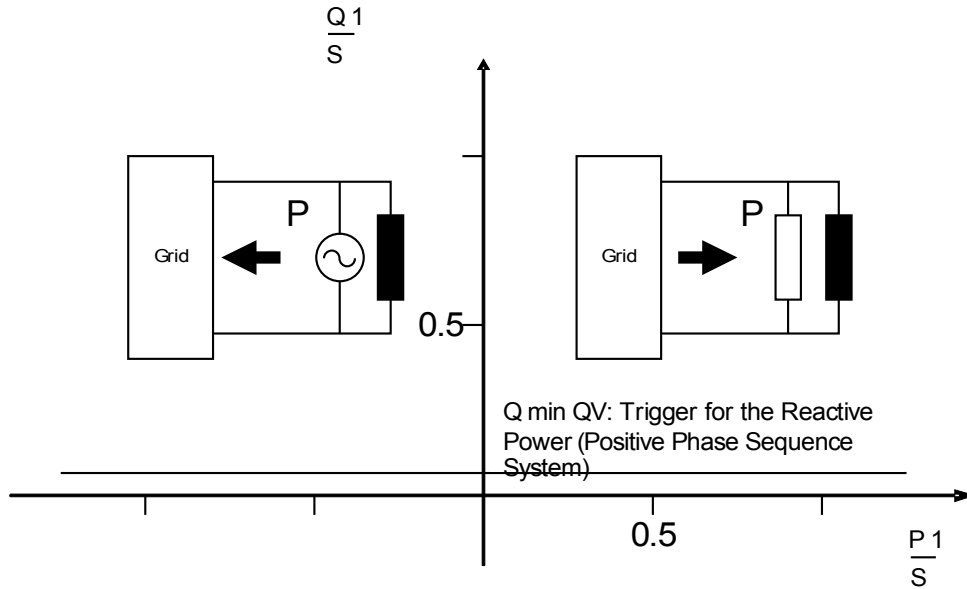 Q 1
S
P
Grid
P
Grid
0.5
Q min QV: Trigger for the Reactive
Power (Positive Phase Sequence
System)
0.5
P 1
S